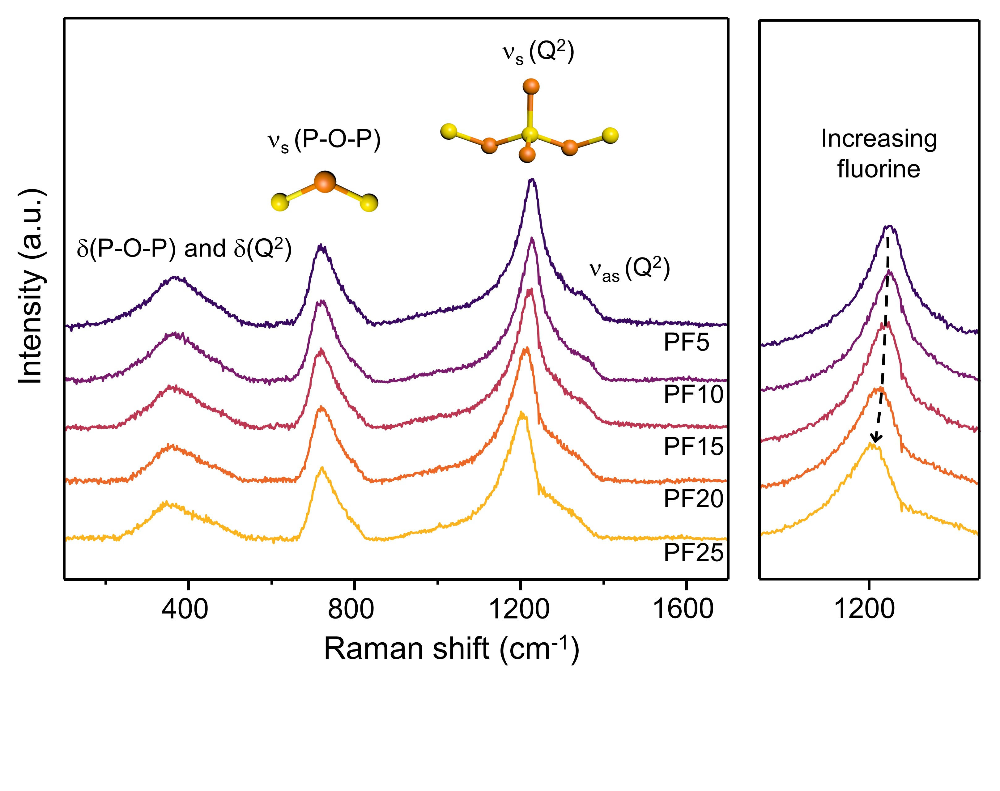 νs (Q²)
νs (P-O-P)
δ(P-O-P) and δ(Q²)
νas (Q²)
Increasing
fluorine
PF5
PF10
PF15
PF20
PF25
Intensity (a.u.)
400 800 1200 1600 1200
Raman shift (cm⁻¹)